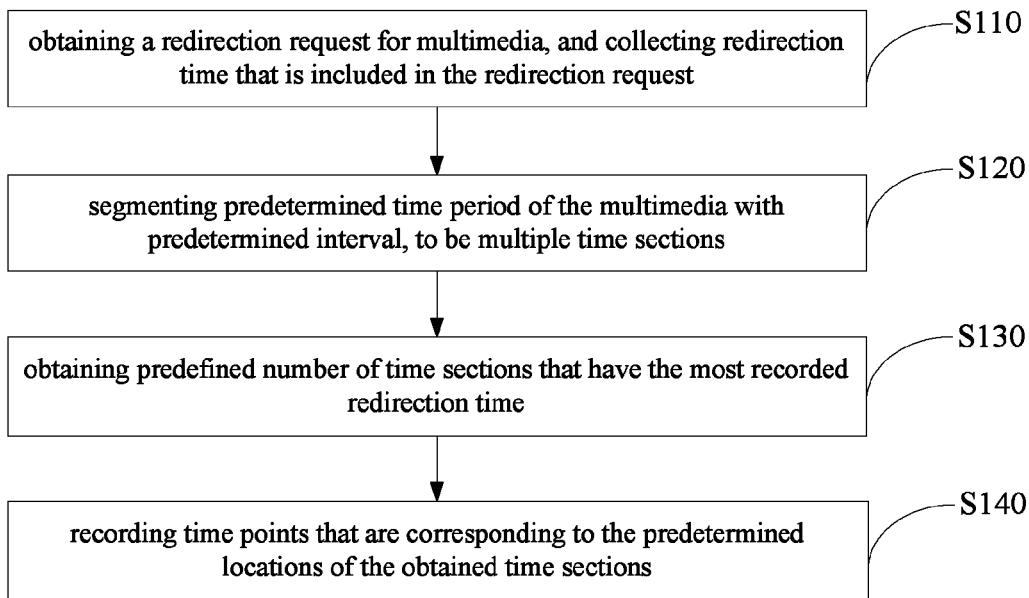 obtaining a redirection request for multimedia, and collecting redirection
time that is included in the redirection request
S110
segmenting predetermined time period of the multimedia with
predetermined interval, to be multiple time sections
S120
obtaining predefined number of time sections that have the most recorded
redirection time
S130
recording time points that are corresponding to the predetermined
locations of the obtained time sections
S140